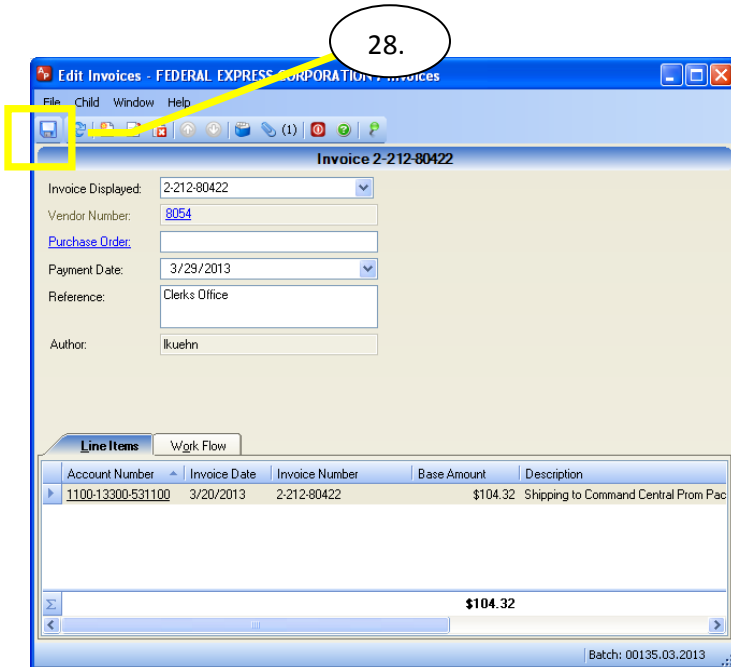 28.
AP Edit Invoices - FEDERAL EXPRESS CORPORATION / Invoices
File Child Window Help
(1)
Invoice 2-212-80422
Invoice Displayed: 2-212-80422
Vendor Number: 8054
Purchase Order:
Payment Date: 3/29/2013
Reference: Clerks Office
Author: lkuehn
Line Items Work Flow
Account Number Invoice Date Invoice Number Base Amount Description
1100-13300-531100 3/20/2013 2-212-80422 $104.32 Shipping to Command Central Prom Pac
Σ $104.32
Batch: 00135.03.2013